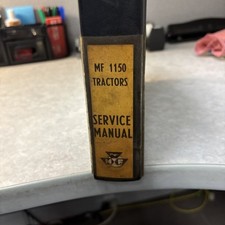 MF 1150
TRACTORS
SERVICE
MANUAL